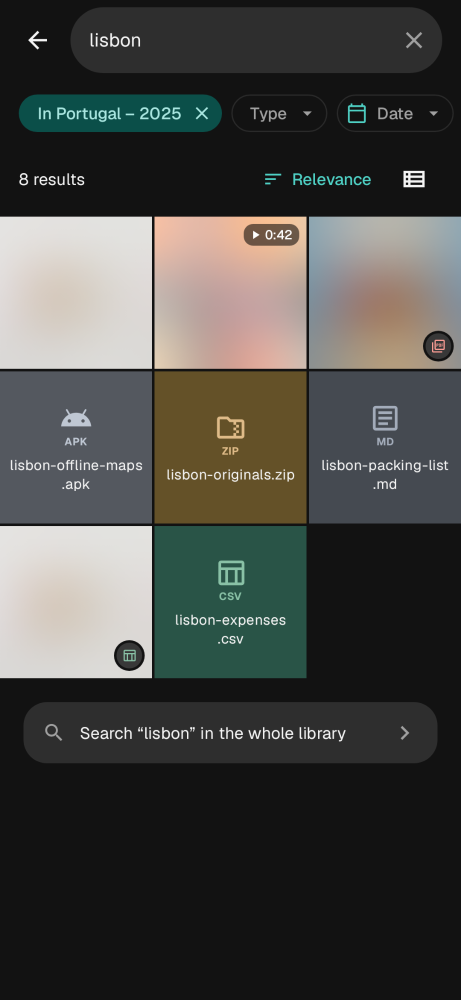 lisbon
In Portugal – 2025
Type
Date
8 results
Relevance
0:42
APK
lisbon-offline-maps
.apk
ZIP
lisbon-originals.zip
MD
lisbon-packing-list
.md
CSV
lisbon-expenses
.csv
Search “lisbon” in the whole library